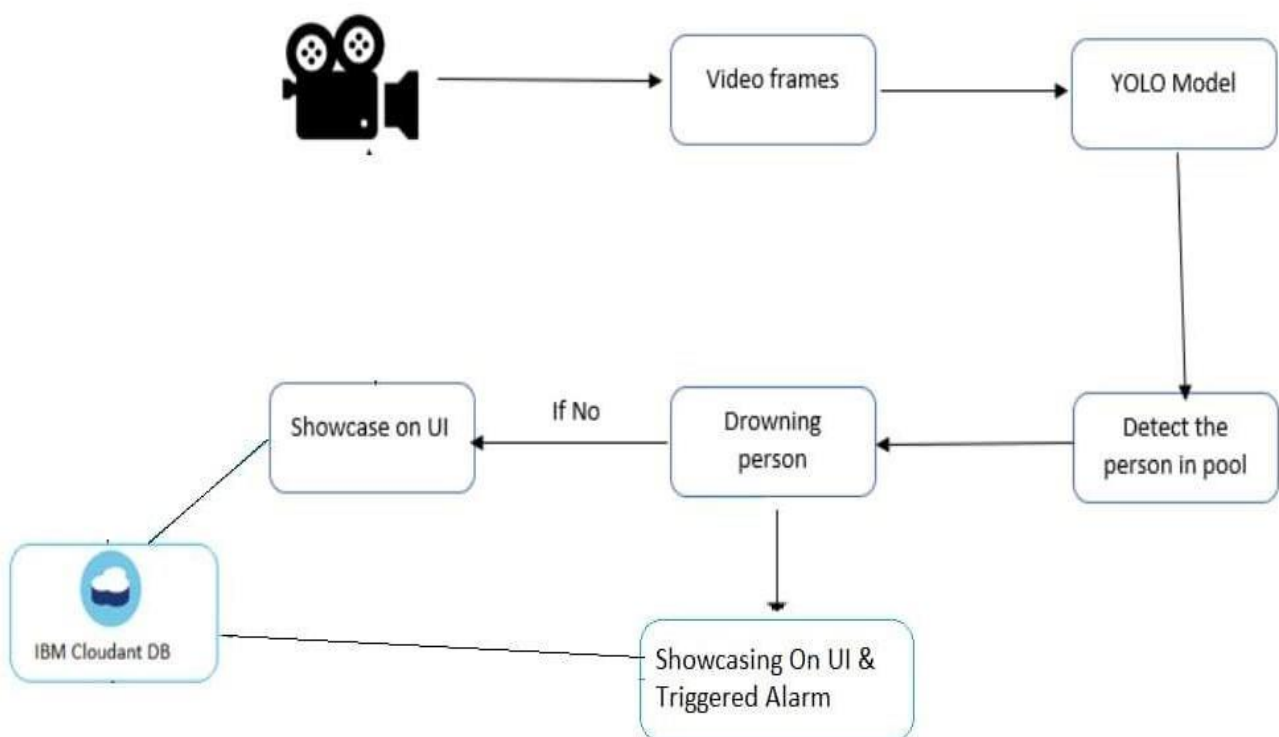 Video frames
YOLO Model
Showcase on UI
If No
Drowning
person
Detect the
person in pool
IBM Cloudant DB
Showcasing On UI &
Triggered Alarm